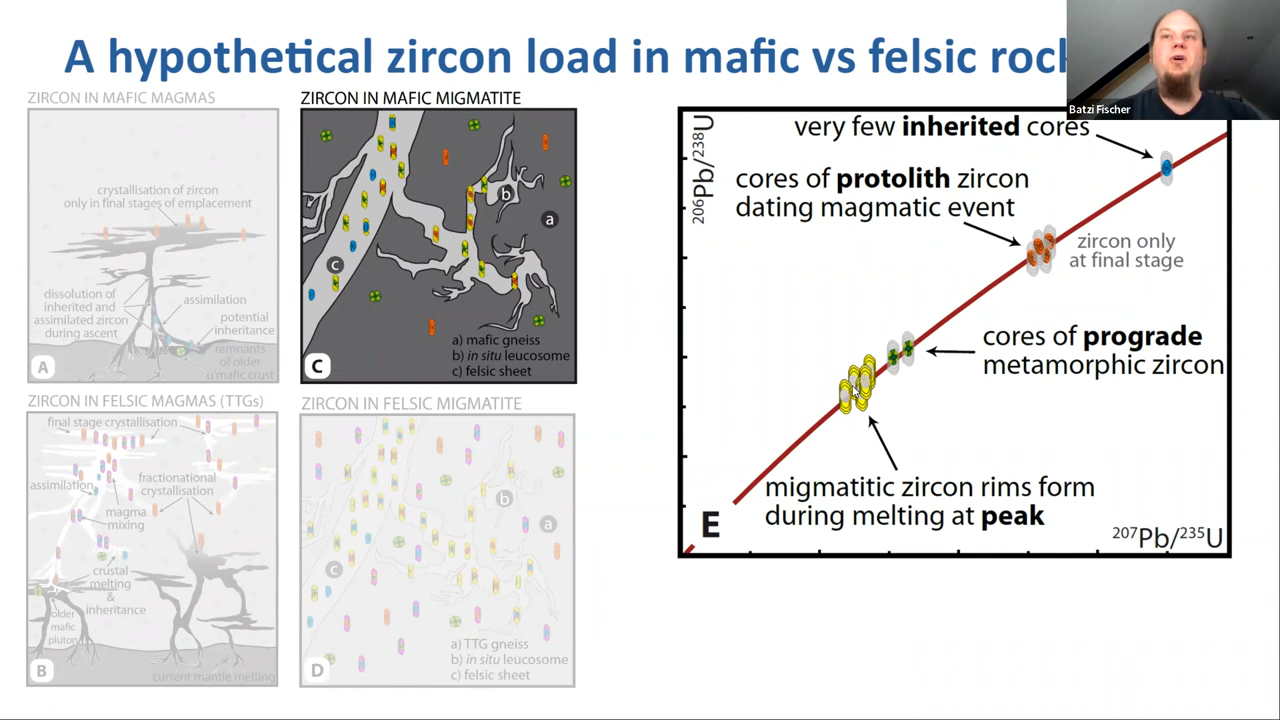 A hypothetical zircon load in mafic vs felsic rock
Batzi Fischer
ZIRCON IN MAFIC MAGMAS
crystallisation of zircon
only in final stages of emplacement
dissolution of
inherited and
assimilated zircon
during ascent
assimilation
potential
inheritance
remnants of
older
u'mafic crust
A
ZIRCON IN MAFIC MIGMATITE
b
a
c
a) mafic gneiss
b) in situ leucosome
c) felsic sheet
C
ZIRCON IN FELSIC MAGMAS (TTGs)
final stage crystallisation
assimilation
fractionational
crystallisation
magma
mixing
crustal
melting
&
inheritance
older
mafic
pluton
current mantle melting
B
ZIRCON IN FELSIC MIGMATITE
b
a
c
a) TTG gneiss
b) in situ leucosome
c) felsic sheet
D
206Pb/238U
very few inherited cores
cores of protolith zircon
dating magmatic event
zircon only
at final stage
cores of prograde
metamorphic zircon
migmatitic zircon rims form
during melting at peak
E
207Pb/235U